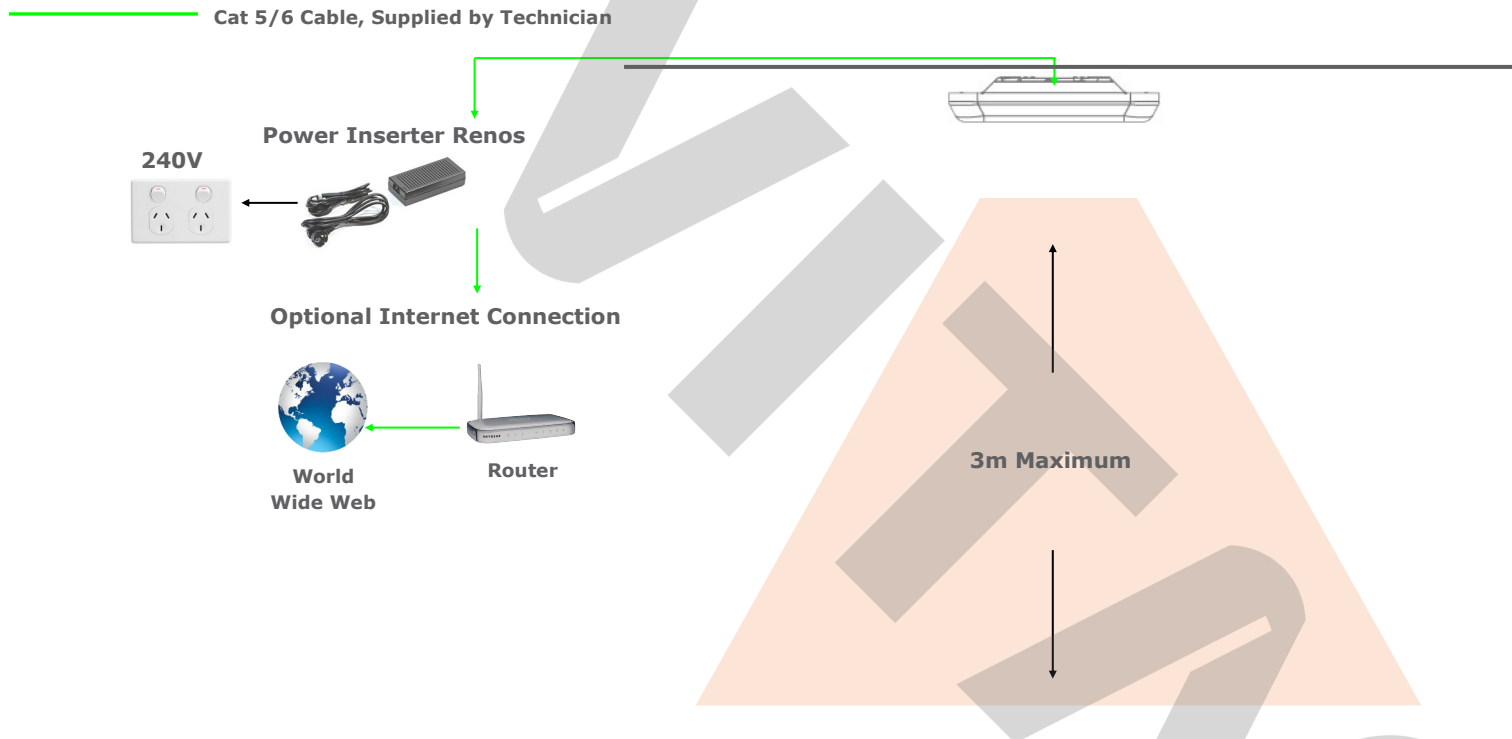 Cat 5/6 Cable, Supplied by Technician
Power Inserter Renos
240V
Optional Internet Connection
NETGEAR
World
Wide Web
Router
3m Maximum